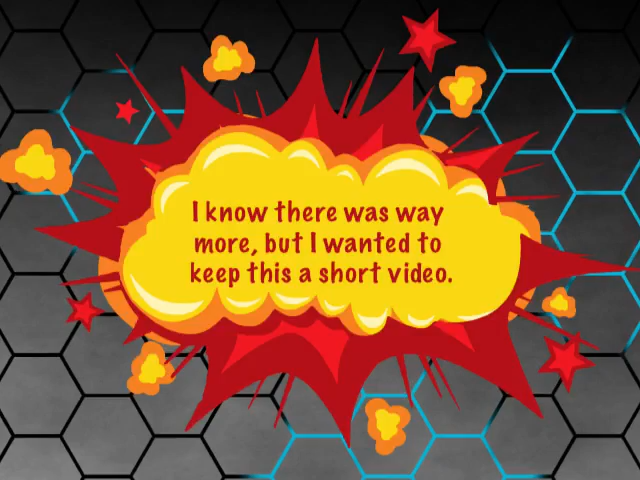 I know there was way
more, but I wanted to
keep this a short video.